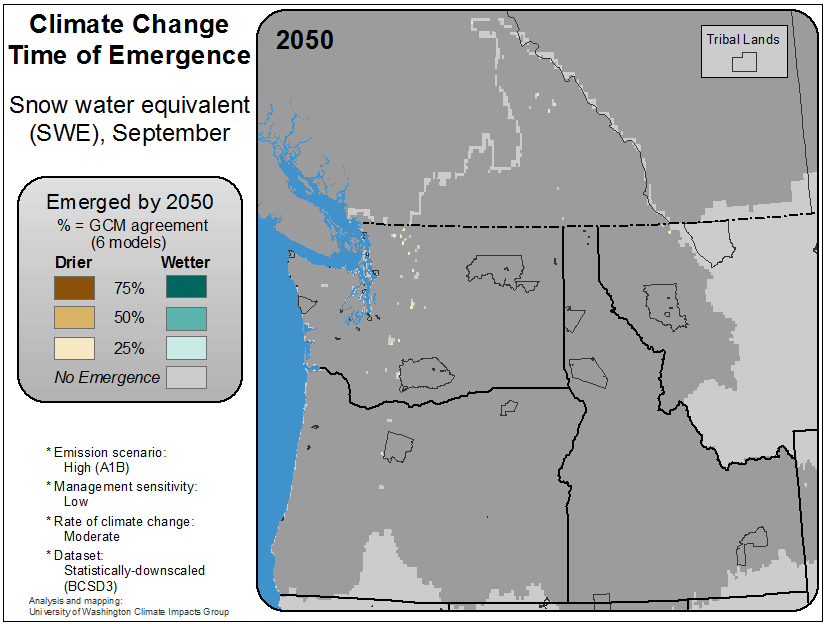 Climate Change
Time of Emergence
Snow water equivalent
(SWE), September
Emerged by 2050
% = GCM agreement
(6 models)
Drier Wetter
75%
50%
25%
No Emergence
* Emission scenario:
High (A1B)
* Management sensitivity:
Low
* Rate of climate change:
Moderate
* Dataset:
Statistically-downscaled
(BCSD3)
Analysis and mapping:
University of Washington Climate Impacts Group
2050
Tribal Lands